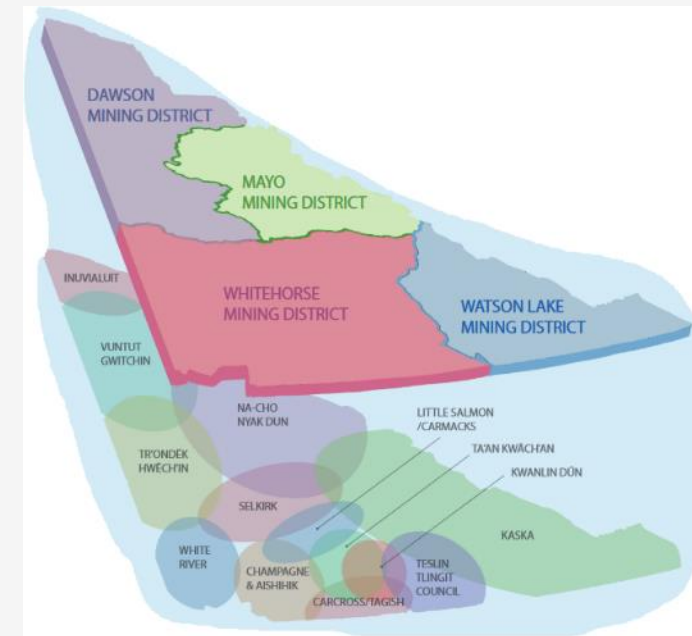 DAWSON
MINING DISTRICT
MAYO
MINING DISTRICT
WHITEHORSE
MINING DISTRICT
WATSON LAKE
MINING DISTRICT
INUVIALUIT
VUNTUT
GWITCHIN
NA-CHO
NYAK DUN
LITTLE SALMON
/CARMACKS
TA'AN KWÄCH'AN
KWANLIN DÜN
TR'ONDËK
HWËCH'IN
SELKIRK
KASKA
WHITE
RIVER
CHAMPAGNE
& AISHIHIK
TESLIN
TLINGIT
COUNCIL
CARCROSS/TAGISH